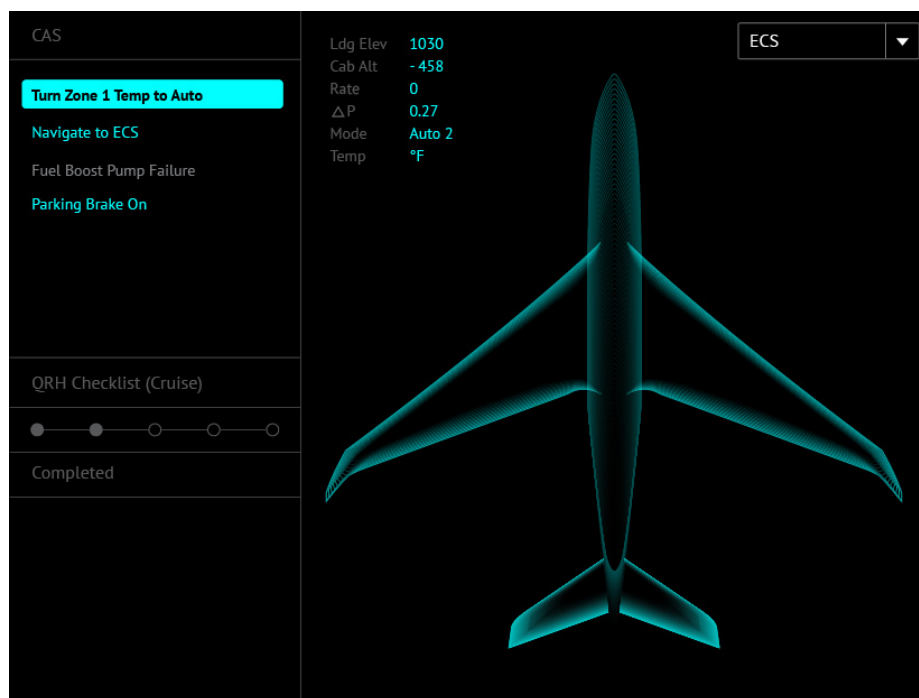 CAS
Turn Zone 1 Temp to Auto
Navigate to ECS
Fuel Boost Pump Failure
Parking Brake On
QRH Checklist (Cruise)
Completed
Ldg Elev 1030
Cab Alt - 458
Rate 0
△P 0.27
Mode Auto 2
Temp °F
ECS